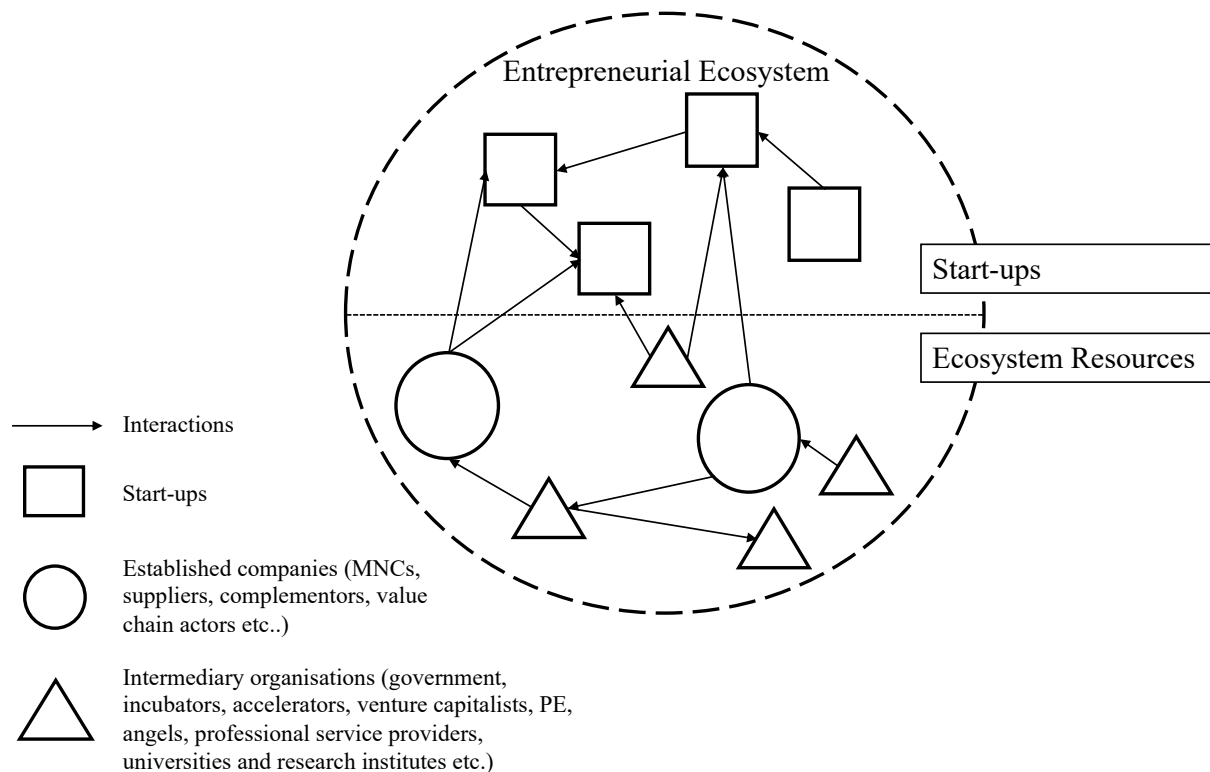 Entrepreneurial Ecosystem
Start-ups
Ecosystem Resources
Interactions
Start-ups
Established companies (MNCs,
suppliers, complementors, value
chain actors etc..)
Intermediary organisations (government,
incubators, accelerators, venture capitalists, PE,
angels, professional service providers,
universities and research institutes etc.)